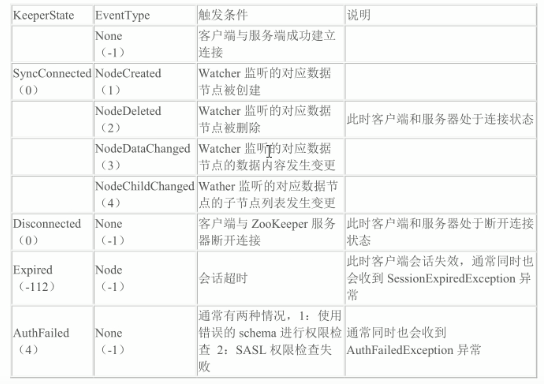 KeeperState EventType 触发条件 说明
None 客户端与服务端成功建立
（-1） 连接
SyncConnected NodeCreated Watcher 监听的对应数据
（0） （1） 节点被创建
NodeDeleted Watcher 监听的对应数据
（2） 节点被删除 此时客户端和服务器处于连接状态
NodeDataChanged Watcher 监听的对应数据
（3） 节点的数据内容发生变更
NodeChildChanged Wather 监听的对应数据节
（4） 点的子节点列表发生变更
Disconnected None 客户端与 ZooKeeper 服务 此时客户端和服务器处于断开连接
（0） （-1） 器断开连接 状态
Expired Node 会话超时 此时客户端会话失效，通常同时也
（-112） （-1） 会收到 SessionExpiredException 异
常
通常有两种情况，1：使用
AuthFailed None 错误的 schema 进行权限检 通常同时也会收到
（4） （-1） 查 2：SASL 权限检查失 AuthFailedException 异常
败